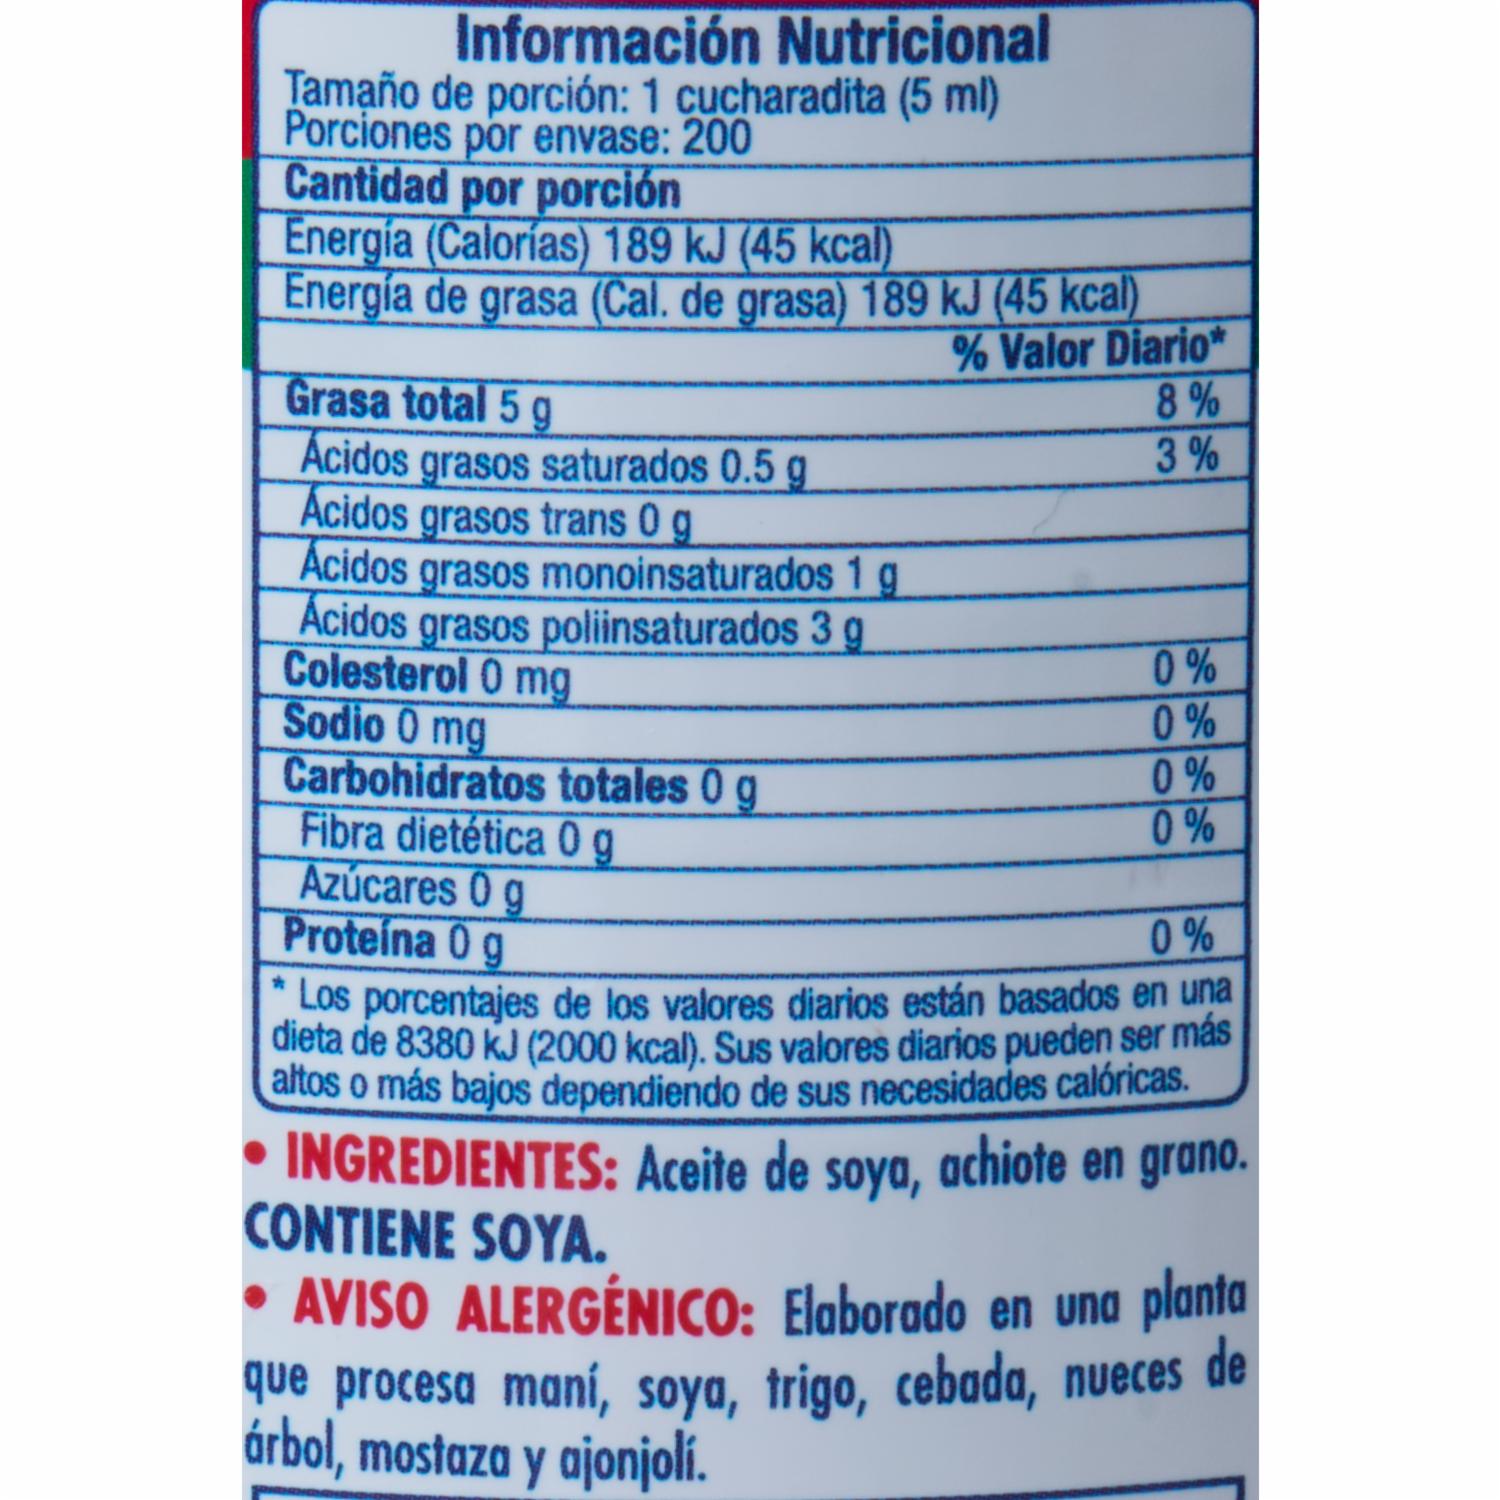 Información Nutricional
Tamaño de porción: 1 cucharadita (5 ml)
Porciones por envase: 200
Cantidad por porción
Energía (Calorías) 189 kJ (45 kcal)
Energía de grasa (Cal. de grasa) 189 kJ (45 kcal)
% Valor Diario*
Grasa total 5 g 8 %
Ácidos grasos saturados 0.5 g 3 %
Ácidos grasos trans 0 g
Ácidos grasos monoinsaturados 1 g
Ácidos grasos poliinsaturados 3 g
Colesterol 0 mg 0 %
Sodio 0 mg 0 %
Carbohidratos totales 0 g 0 %
Fibra dietética 0 g 0 %
Azúcares 0 g
Proteína 0 g 0 %
* Los porcentajes de los valores diarios están basados en una
dieta de 8380 kJ (2000 kcal). Sus valores diarios pueden ser más
altos o más bajos dependiendo de sus necesidades calóricas.
• INGREDIENTES: Aceite de soya, achiote en grano.
CONTIENE SOYA.
• AVISO ALERGÉNICO: Elaborado en una planta
que procesa maní, soya, trigo, cebada, nueces de
árbol, mostaza y ajonjolí.